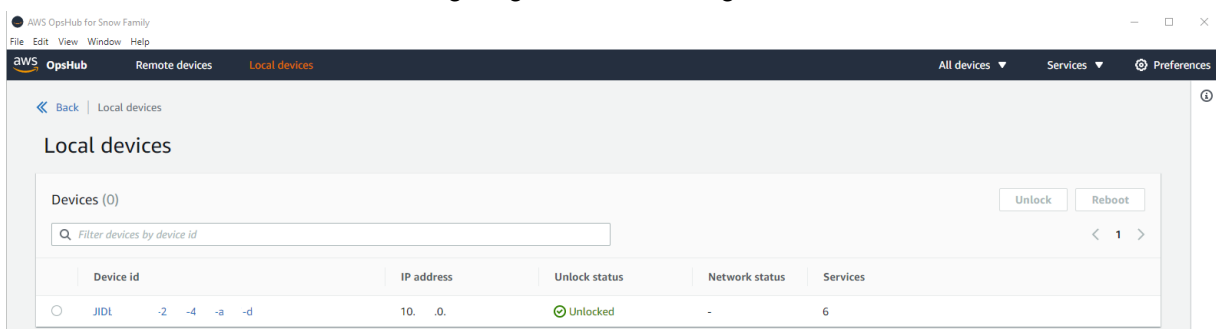 AWS OpsHub for Snow Family
File Edit View Window Help
aws OpsHub Remote devices Local devices All devices ▼ Services ▼ Preferences
Back | Local devices
Local devices
Devices (0) Unlock Reboot
Filter devices by device id < 1 >
Device id IP address Unlock status Network status Services
JIDL -2 -4 -a -d 10. .0. Unlocked - 6